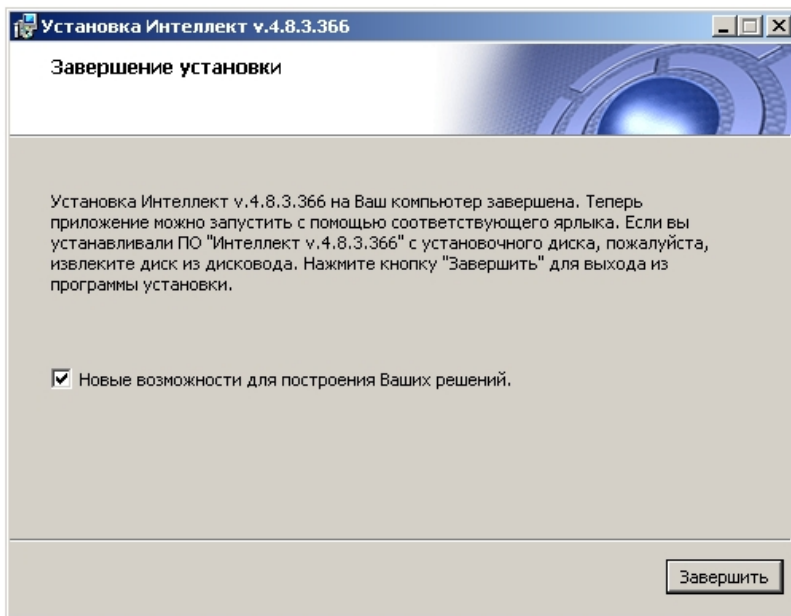 Установка Интеллект v.4.8.3.366
Завершение установки
Установка Интеллект v.4.8.3.366 на Ваш компьютер завершена. Теперь
приложение можно запустить с помощью соответствующего ярлыка. Если вы
устанавливали ПО "Интеллект v.4.8.3.366" с установочного диска, пожалуйста,
извлеките диск из дисковода. Нажмите кнопку "Завершить" для выхода из
программы установки.
Новые возможности для построения Ваших решений.
Завершить